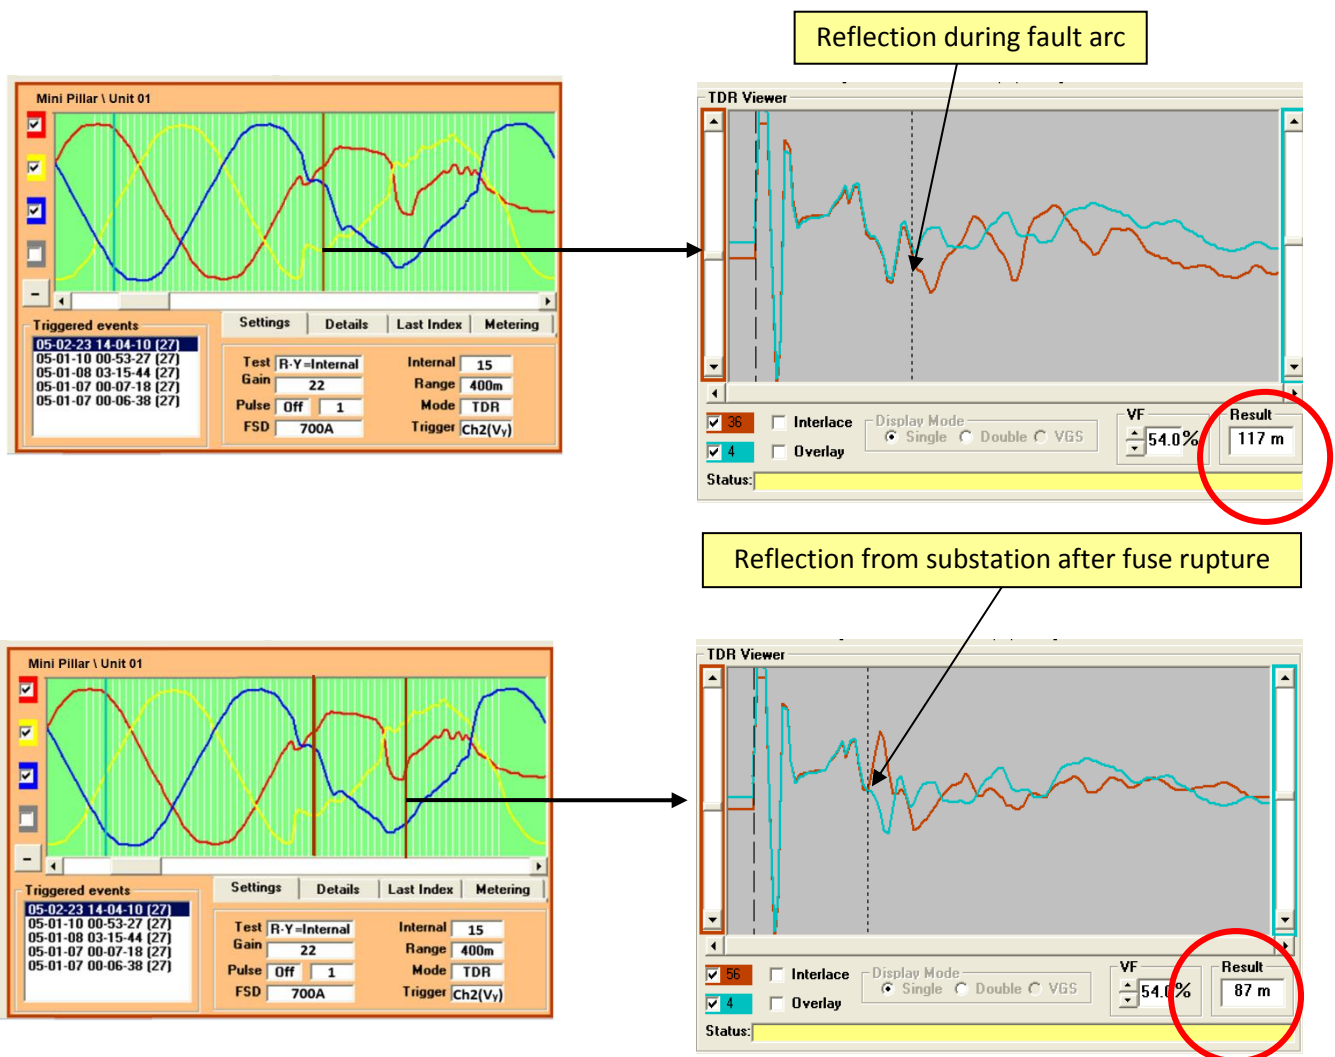 Reflection during fault arc
Mini Pillar \ Unit 01
Triggered events
05-02-23 14-04-10 (27)
05-01-10 00-53-27 (27)
05-01-08 03-15-44 (27)
05-01-07 00-07-18 (27)
05-01-07 00-06-38 (27)
Settings Details Last Index Metering
Test R-Y=Internal Internal 15
Gain 22 Range 400m
Pulse Off 1 Mode TDR
FSD 700A Trigger Ch2(Vy)
TDR Viewer
36 Interlace Display Mode VF Result
Single Double VGS 54.0% 117 m
4 Overlay
Status:
Reflection from substation after fuse rupture
Mini Pillar \ Unit 01
Triggered events
05-02-23 14-04-10 (27)
05-01-10 00-53-27 (27)
05-01-08 03-15-44 (27)
05-01-07 00-07-18 (27)
05-01-07 00-06-38 (27)
Settings Details Last Index Metering
Test R-Y=Internal Internal 15
Gain 22 Range 400m
Pulse Off 1 Mode TDR
FSD 700A Trigger Ch2(Vy)
TDR Viewer
56 Interlace Display Mode VF Result
Single Double VGS 54.0% 87 m
4 Overlay
Status: